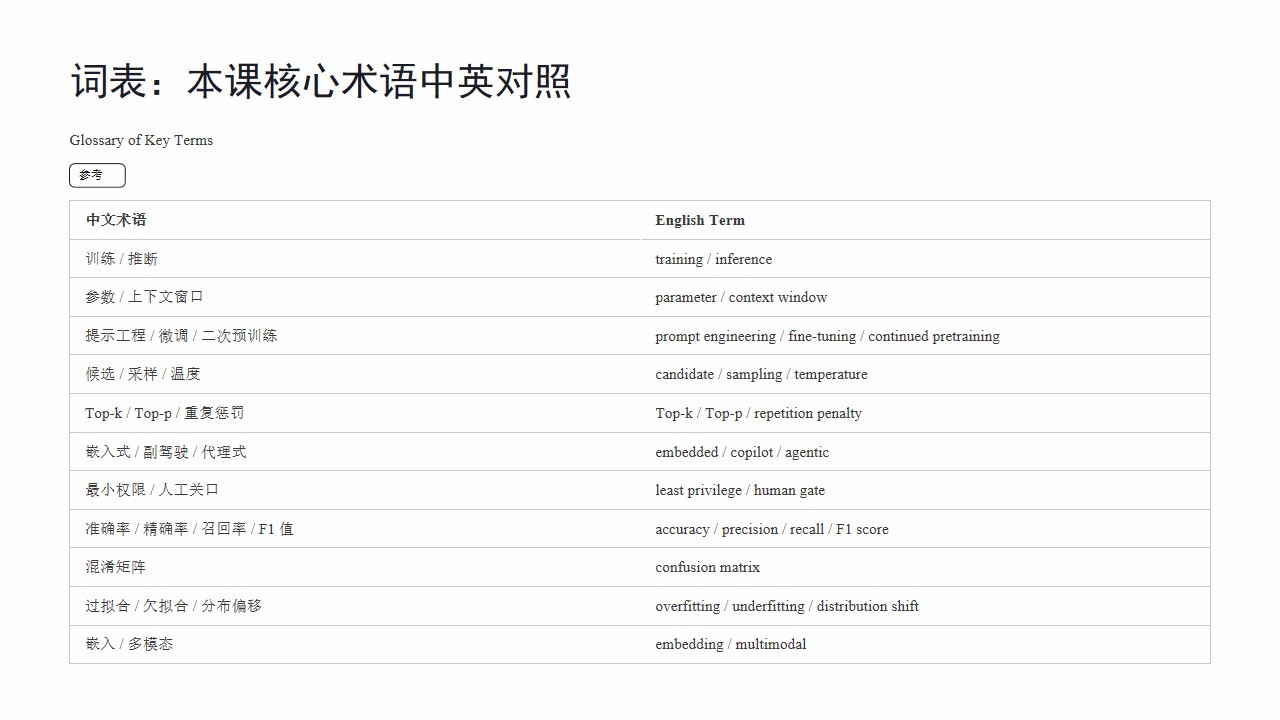 词表：本课核心术语中英对照
Glossary of Key Terms
参考
中文术语 English Term
训练 / 推断 training / inference
参数 / 上下文窗口 parameter / context window
提示工程 / 微调 / 二次预训练 prompt engineering / fine-tuning / continued pretraining
候选 / 采样 / 温度 candidate / sampling / temperature
Top-k / Top-p / 重复惩罚 Top-k / Top-p / repetition penalty
嵌入式 / 副驾驶 / 代理式 embedded / copilot / agentic
最小权限 / 人工关口 least privilege / human gate
准确率 / 精确率 / 召回率 / F1 值 accuracy / precision / recall / F1 score
混淆矩阵 confusion matrix
过拟合 / 欠拟合 / 分布偏移 overfitting / underfitting / distribution shift
嵌入 / 多模态 embedding / multimodal